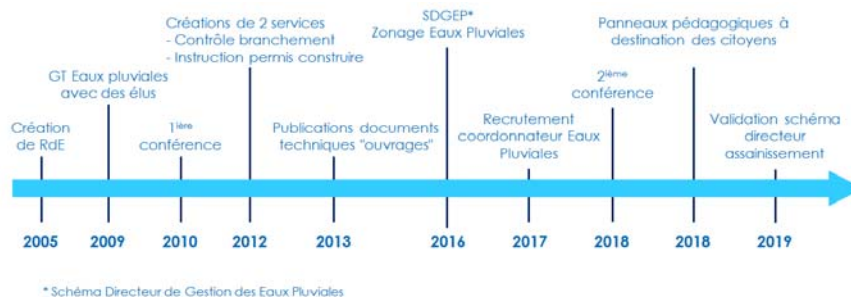 Création
de RdE
GT Eaux pluviales
avec des élus
1ière
conférence
Créations de 2 services
- Contrôle branchement
- Instruction permis construire
Publications documents
techniques "ouvrages"
SDGEP*
Zonage Eaux Pluviales
Recrutement
coordonnateur Eaux
Pluviales
2ième
conférence
Panneaux pédagogiques à
destination des citoyens
Validation schéma
directeur
assainissement
2005 2009 2010 2012 2013 2016 2017 2018 2018 2019
* Schéma Directeur de Gestion des Eaux Pluviales